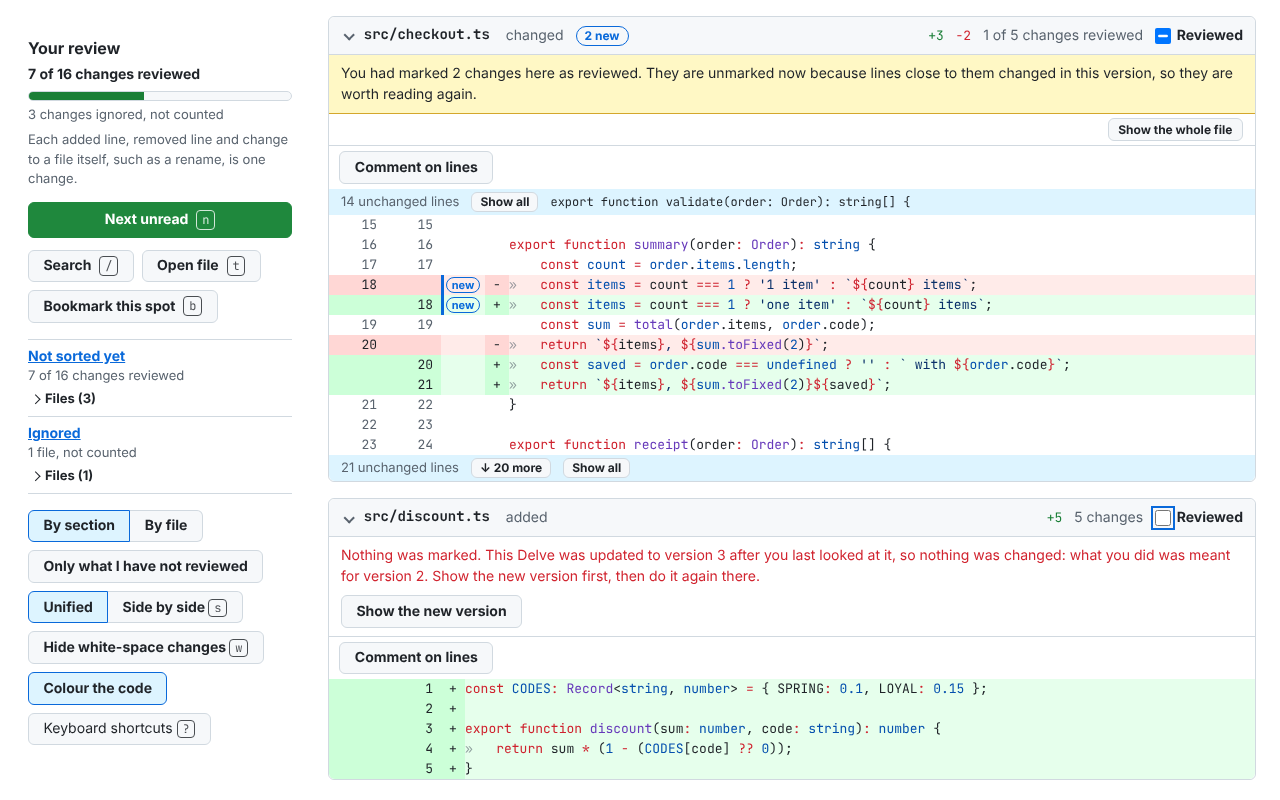 Your review
7 of 16 changes reviewed
3 changes ignored, not counted
Each added line, removed line and change
to a file itself, such as a rename, is one
change.
Next unread n
Search /
Open file t
Bookmark this spot b
Not sorted yet
7 of 16 changes reviewed
Files (3)
Ignored
1 file, not counted
Files (1)
By section
By file
Only what I have not reviewed
Unified
Side by side s
Hide white-space changes w
Colour the code
Keyboard shortcuts ?
src/checkout.ts changed 2 new +3 -2 1 of 5 changes reviewed Reviewed
You had marked 2 changes here as reviewed. They are unmarked now because lines close to them changed in this version, so they are
worth reading again.
Show the whole file
Comment on lines
14 unchanged lines Show all export function validate(order: Order): string[] {
15 15
16 16 export function summary(order: Order): string {
17 17 const count = order.items.length;
18 new - » const items = count === 1 ? '1 item' : `${count} items`;
18 new + » const items = count === 1 ? 'one item' : `${count} items`;
19 19 const sum = total(order.items, order.code);
20 - » return `${items}, ${sum.toFixed(2)}`;
20 + » const saved = order.code === undefined ? '' : ` with ${order.code}`;
21 + » return `${items}, ${sum.toFixed(2)}${saved}`;
21 22 }
22 23
23 24 export function receipt(order: Order): string[] {
21 unchanged lines ↓ 20 more Show all
src/discount.ts added +5 5 changes Reviewed
Nothing was marked. This Delve was updated to version 3 after you last looked at it, so nothing was changed: what you did was meant
for version 2. Show the new version first, then do it again there.
Show the new version
Comment on lines
1 + const CODES: Record<string, number> = { SPRING: 0.1, LOYAL: 0.15 };
2 +
3 + export function discount(sum: number, code: string): number {
4 + » return sum * (1 - (CODES[code] ?? 0));
5 + }